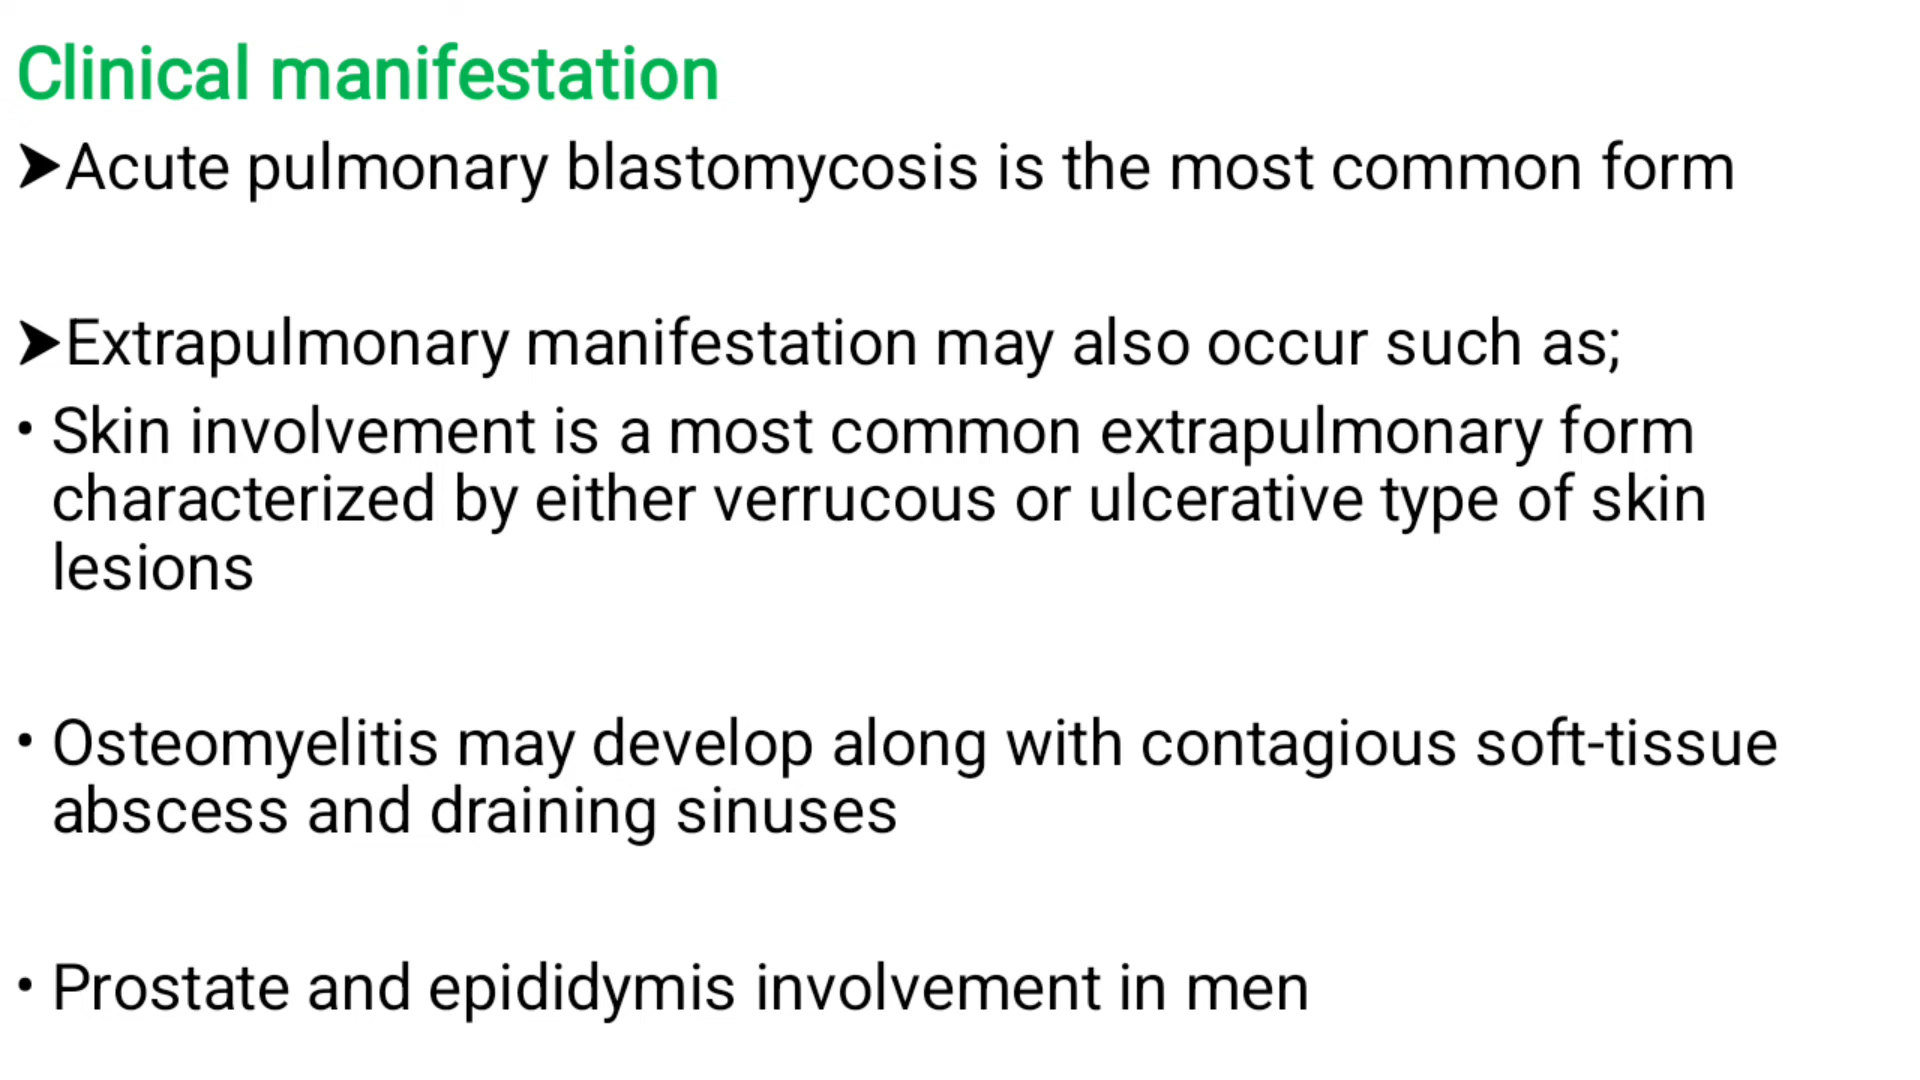 Clinical manifestation
➤Acute pulmonary blastomycosis is the most common form
➤Extrapulmonary manifestation may also occur such as;
• Skin involvement is a most common extrapulmonary form
characterized by either verrucous or ulcerative type of skin
lesions
• Osteomyelitis may develop along with contagious soft-tissue
abscess and draining sinuses
• Prostate and epididymis involvement in men